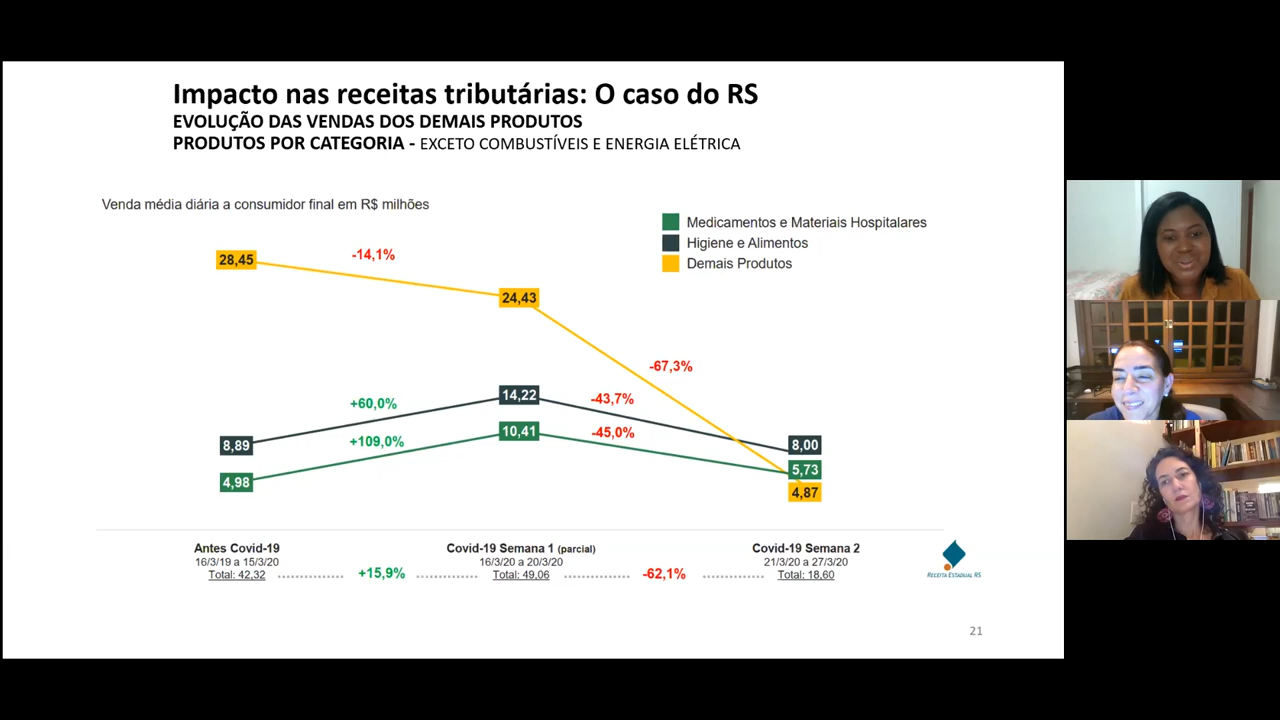 Impacto nas receitas tributárias: O caso do RS
EVOLUÇÃO DAS VENDAS DOS DEMAIS PRODUTOS
PRODUTOS POR CATEGORIA - EXCETO COMBUSTÍVEIS E ENERGIA ELÉTRICA
Venda média diária a consumidor final em R$ milhões
Medicamentos e Materiais Hospitalares
Higiene e Alimentos
Demais Produtos
28,45
-14,1%
24,43
-67,3%
+60,0%
14,22
-43,7%
8,89
+109,0%
10,41
-45,0%
8,00
4,98
5,73
4,87
Antes Covid-19
16/3/19 a 15/3/20
Total: 42,32
+15,9%
Covid-19 Semana 1 (parcial)
16/3/20 a 20/3/20
Total: 49,06
-62,1%
Covid-19 Semana 2
21/3/20 a 27/3/20
Total: 18,60
RECEITA ESTADUAL RS
21